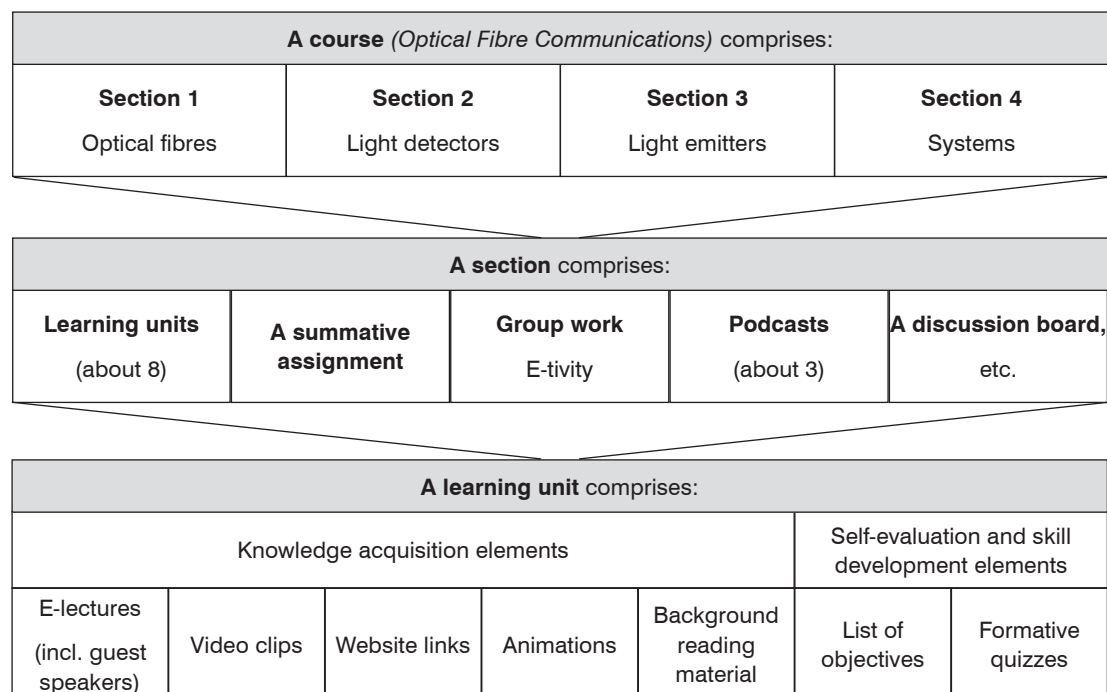 A course (Optical Fibre Communications) comprises:
Section 1
Optical fibres
Section 2
Light detectors
Section 3
Light emitters
Section 4
Systems
A section comprises:
Learning units
(about 8)
A summative
assignment
Group work
E-tivity
Podcasts
(about 3)
A discussion board,
etc.
A learning unit comprises:
Knowledge acquisition elements
Self-evaluation and skill
development elements
E-lectures
(incl. guest
speakers)
Video clips
Website links
Animations
Background
reading
material
List of
objectives
Formative
quizzes